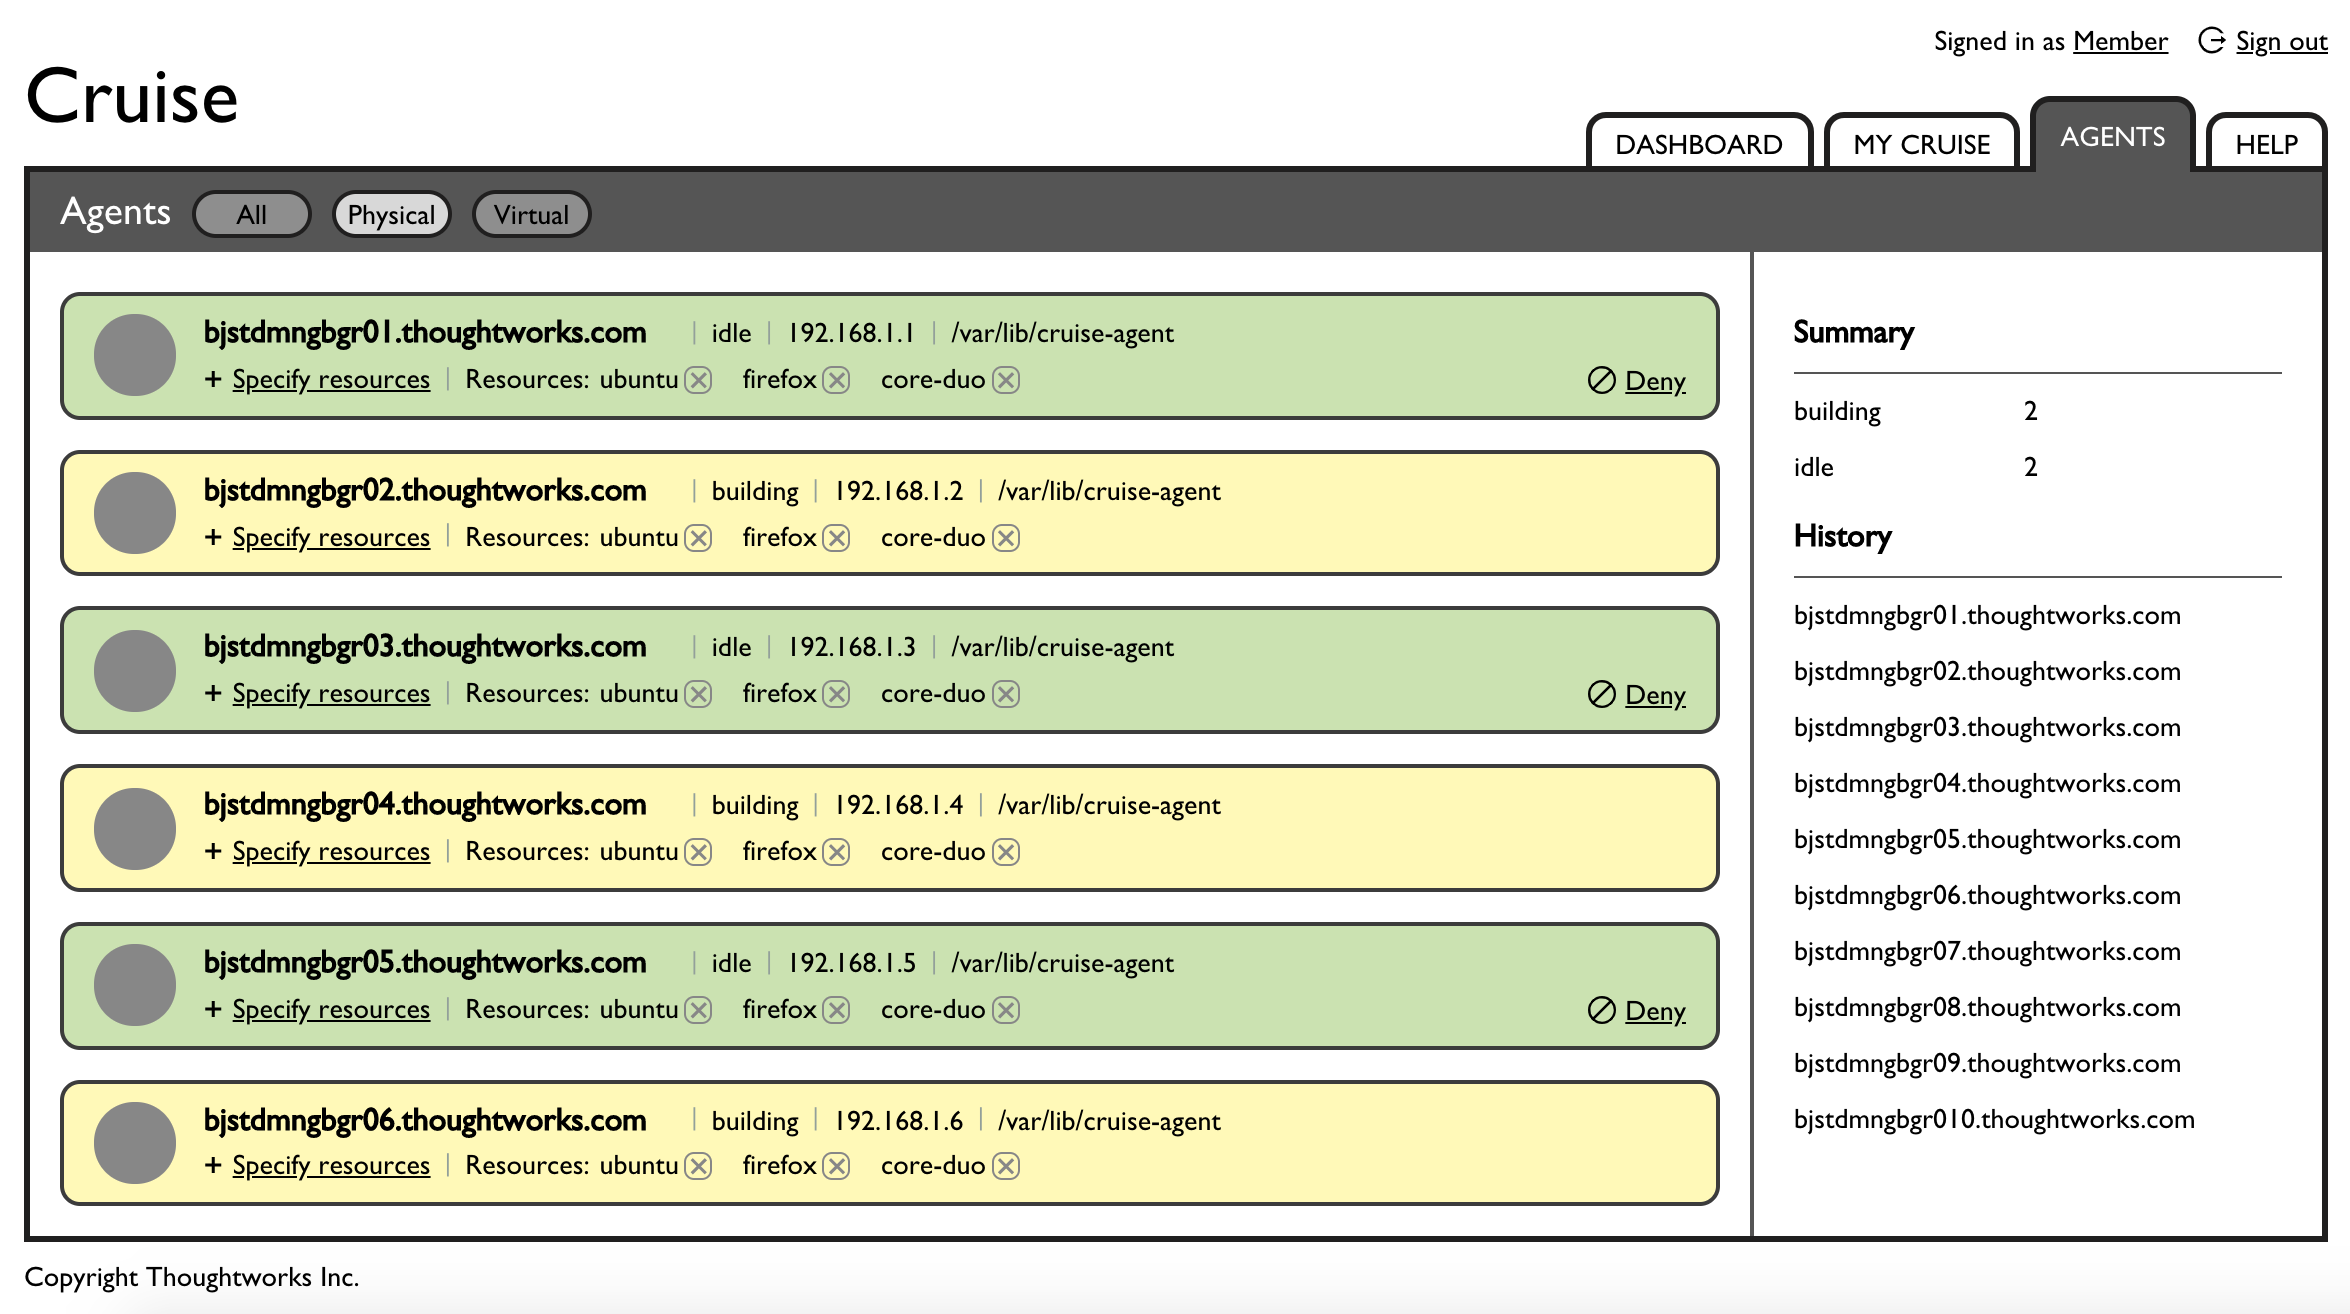 Signed in as Member Sign out
Cruise
DASHBOARD MY CRUISE AGENTS HELP
Agents All Physical Virtual
bjstdmngbgr01.thoughtworks.com | idle | 192.168.1.1 | /var/lib/cruise-agent
+ Specify resources | Resources: ubuntu firefox core-duo Deny
bjstdmngbgr02.thoughtworks.com | building | 192.168.1.2 | /var/lib/cruise-agent
+ Specify resources | Resources: ubuntu firefox core-duo
bjstdmngbgr03.thoughtworks.com | idle | 192.168.1.3 | /var/lib/cruise-agent
+ Specify resources | Resources: ubuntu firefox core-duo Deny
bjstdmngbgr04.thoughtworks.com | building | 192.168.1.4 | /var/lib/cruise-agent
+ Specify resources | Resources: ubuntu firefox core-duo
bjstdmngbgr05.thoughtworks.com | idle | 192.168.1.5 | /var/lib/cruise-agent
+ Specify resources | Resources: ubuntu firefox core-duo Deny
bjstdmngbgr06.thoughtworks.com | building | 192.168.1.6 | /var/lib/cruise-agent
+ Specify resources | Resources: ubuntu firefox core-duo
Summary
building 2
idle 2
History
bjstdmngbgr01.thoughtworks.com
bjstdmngbgr02.thoughtworks.com
bjstdmngbgr03.thoughtworks.com
bjstdmngbgr04.thoughtworks.com
bjstdmngbgr05.thoughtworks.com
bjstdmngbgr06.thoughtworks.com
bjstdmngbgr07.thoughtworks.com
bjstdmngbgr08.thoughtworks.com
bjstdmngbgr09.thoughtworks.com
bjstdmngbgr010.thoughtworks.com
Copyright Thoughtworks Inc.